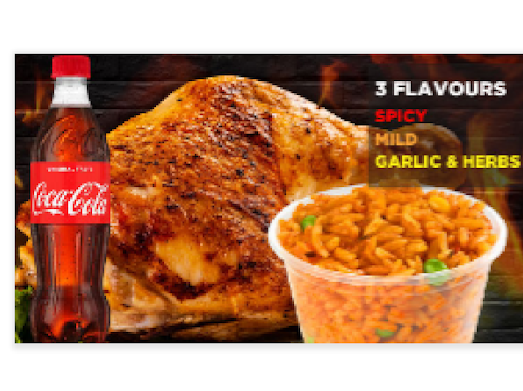 3 FLAVOURS
SPICY
MILD
GARLIC & HERBS
Coca-Cola